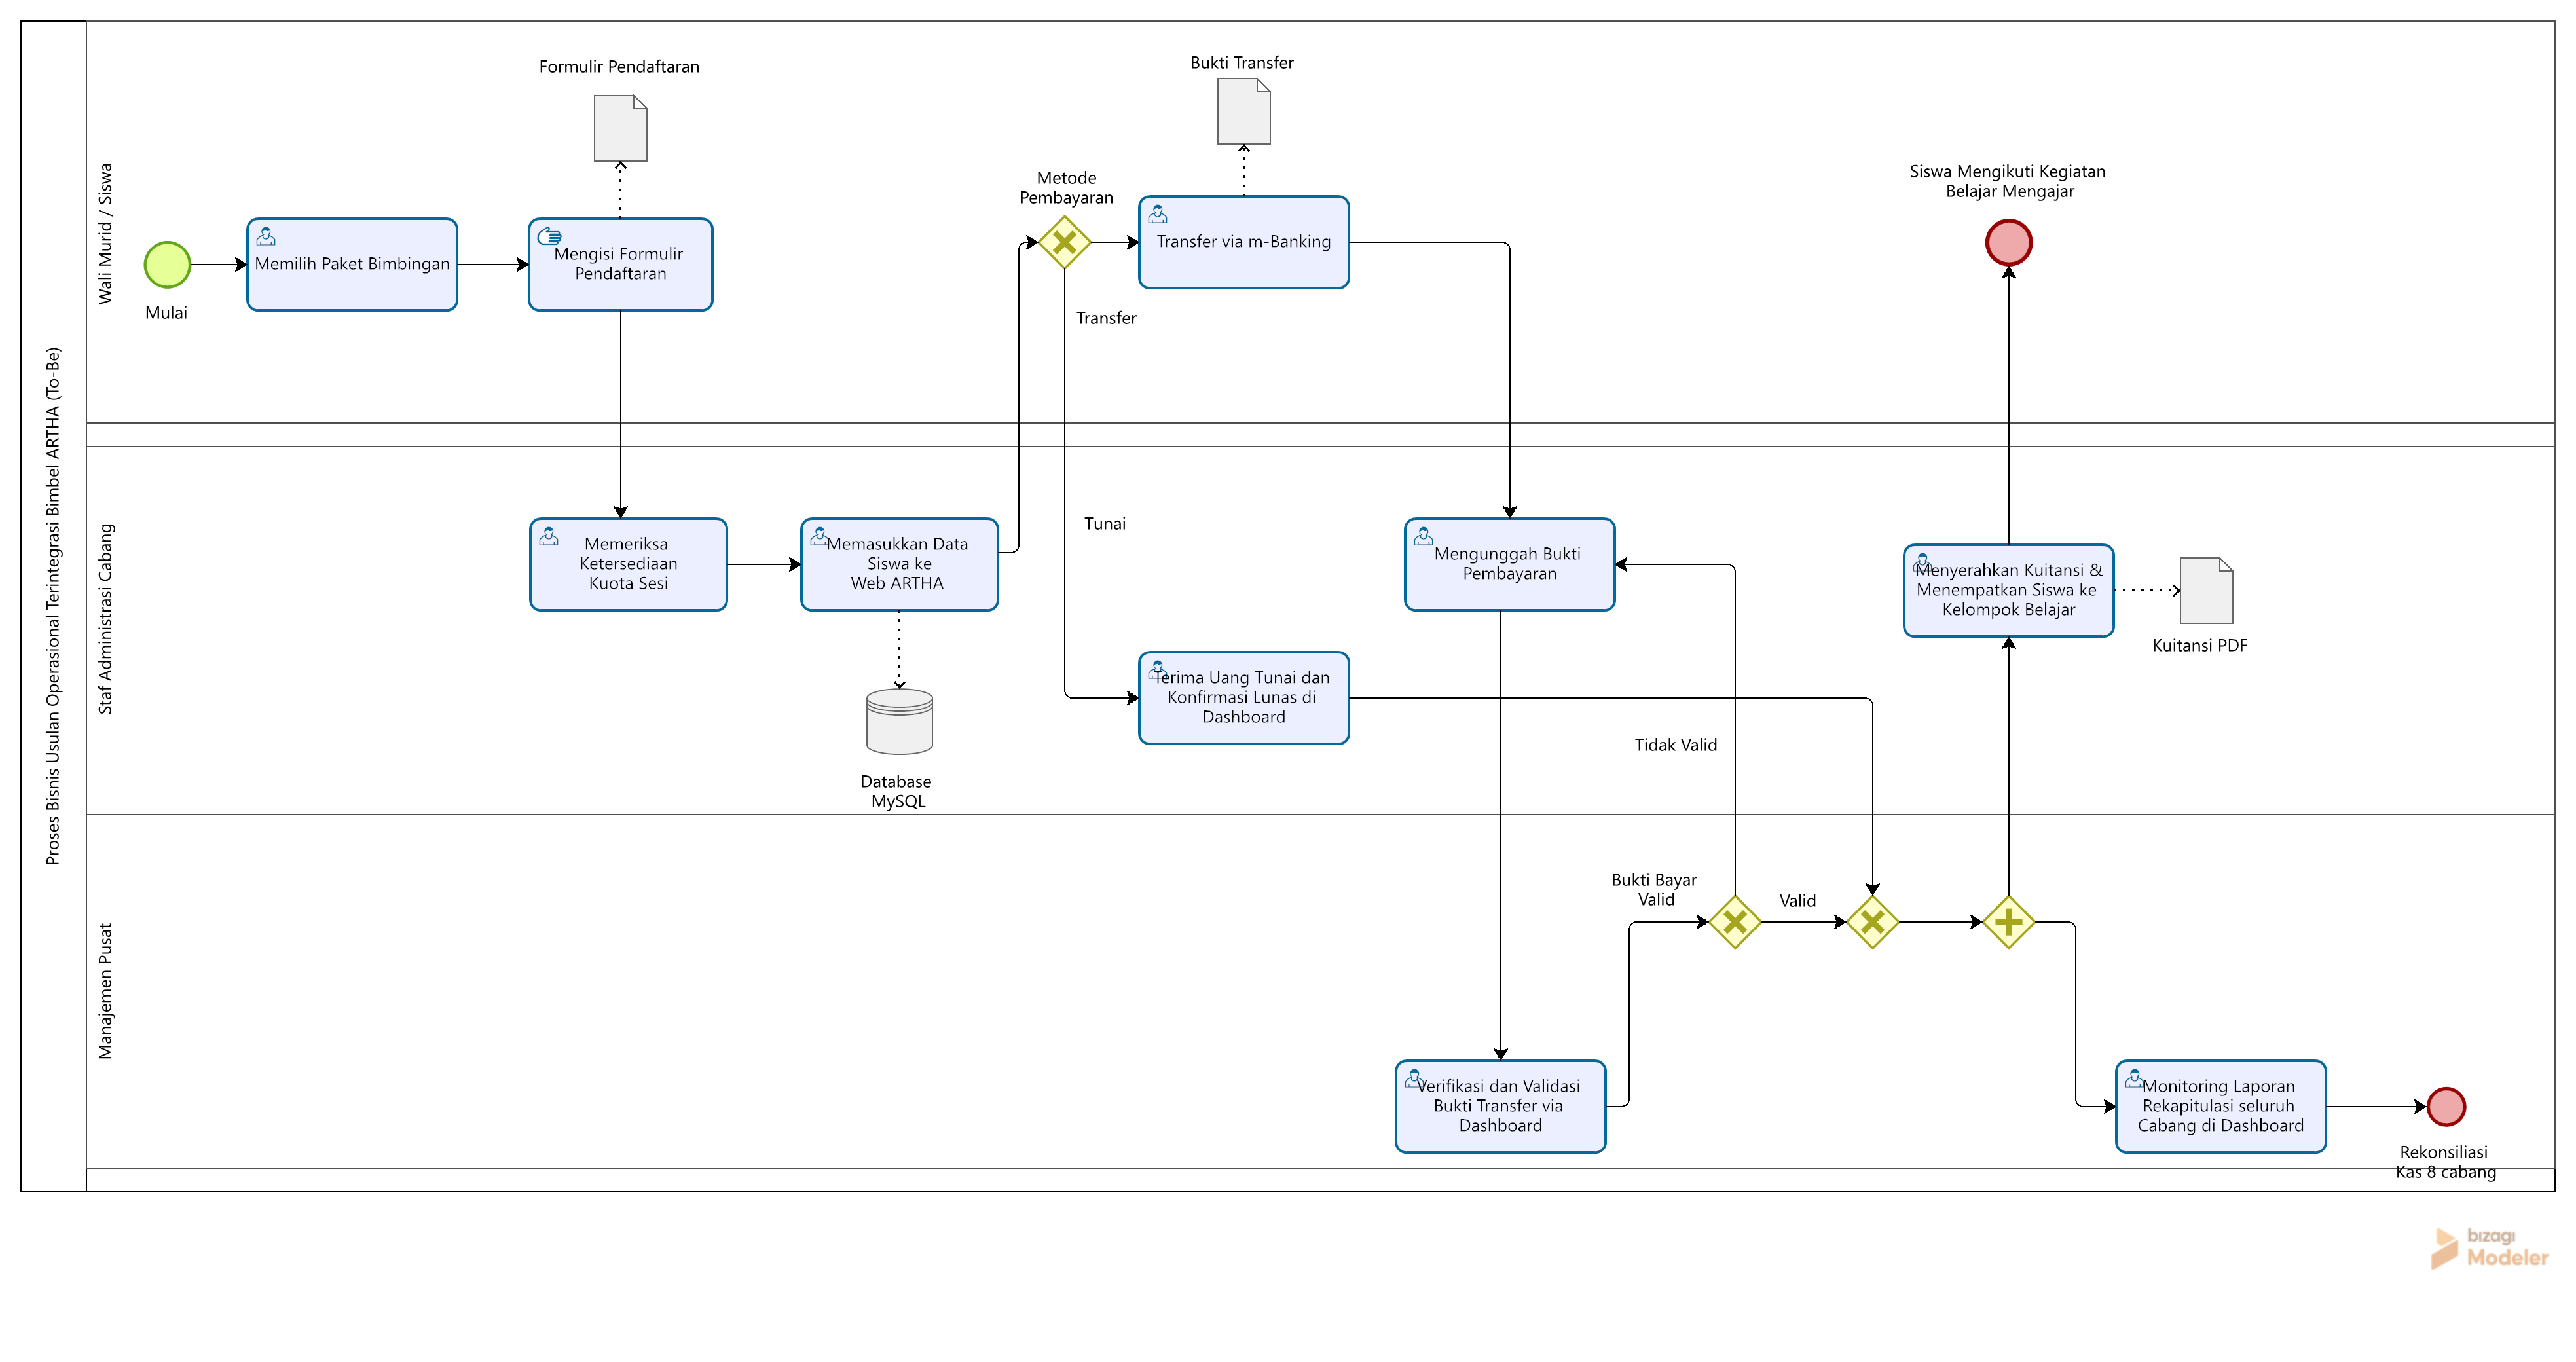 Proses Bisnis Usulan Operasional Terintegrasi Bimbel ARTHA (To-Be)
Wali Murid / Siswa
Mulai
Memilih Paket Bimbingan
Formulir Pendaftaran
Mengisi Formulir
Pendaftaran
Metode
Pembayaran
Transfer
Bukti Transfer
Transfer via m-Banking
Siswa Mengikuti Kegiatan
Belajar Mengajar
Staf Administrasi Cabang
Memeriksa
Ketersediaan
Kuota Sesi
Memasukkan Data
Siswa ke
Web ARTHA
Database
MySQL
Tunai
Terima Uang Tunai dan
Konfirmasi Lunas di
Dashboard
Mengunggah Bukti
Pembayaran
Tidak Valid
Menyerahkan Kuitansi &
Menempatkan Siswa ke
Kelompok Belajar
Kuitansi PDF
Manajemen Pusat
Verifikasi dan Validasi
Bukti Transfer via
Dashboard
Bukti Bayar
Valid
Valid
Monitoring Laporan
Rekapitulasi seluruh
Cabang di Dashboard
Rekonsiliasi
Kas 8 cabang
bizagi
Modeler